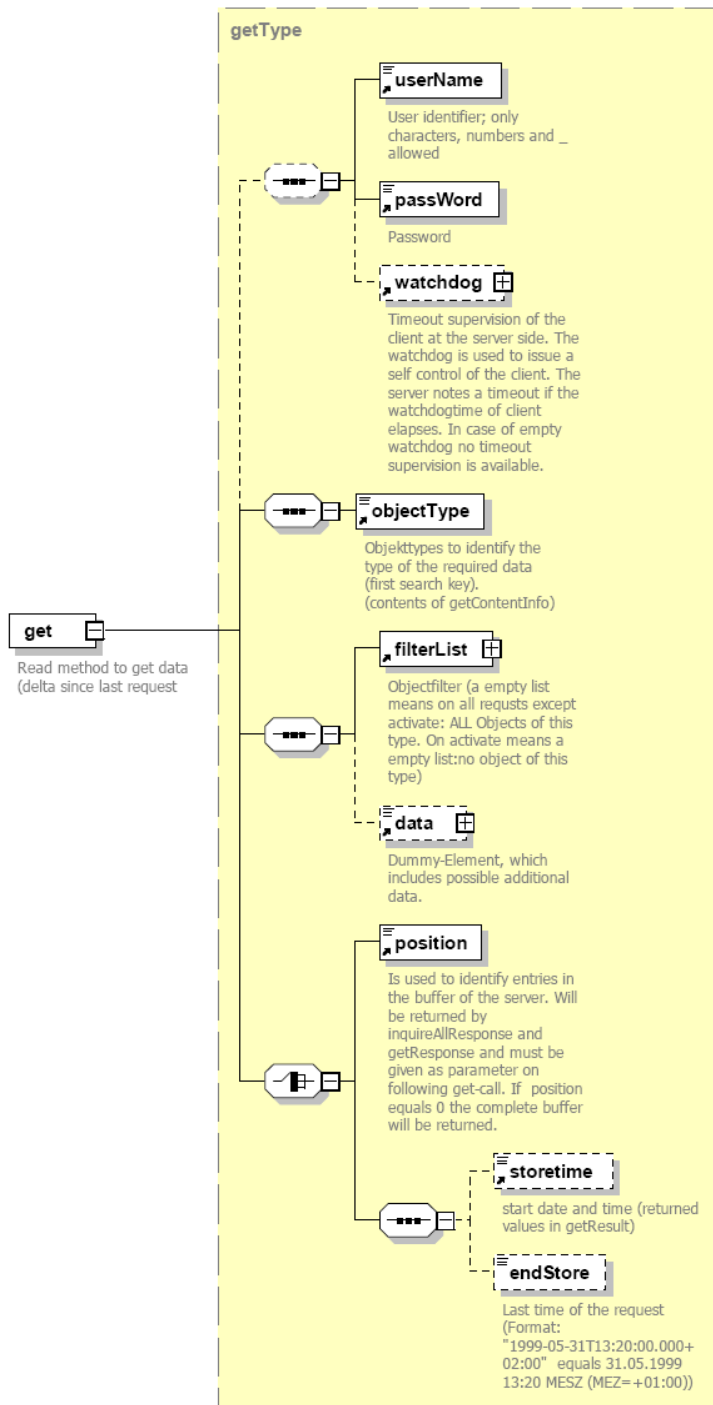 getType
userName
User identifier; only
characters, numbers and _
allowed
passWord
Password
watchdog
Timeout supervision of the
client at the server side. The
watchdog is used to issue a
self control of the client. The
server notes a timeout if the
watchdogtime of client
elapses. In case of empty
watchdog no timeout
supervision is available.
objectType
Objekttypes to identify the
type of the required data
(first search key).
(contents of getContentInfo)
get
Read method to get data
(delta since last request
filterList
Objectfilter (a empty list
means on all requsts except
activate: ALL Objects of this
type. On activate means a
empty list:no object of this
type)
data
Dummy-Element, which
includes possible additional
data.
position
Is used to identify entries in
the buffer of the server. Will
be returned by
inquireAllResponse and
getResponse and must be
given as parameter on
following get-call. If position
equals 0 the complete buffer
will be returned.
storetime
start date and time (returned
values in getResult)
endStore
Last time of the request
(Format:
"1999-05-31T13:20:00.000+
02:00" equals 31.05.1999
13:20 MESZ (MEZ=+01:00))